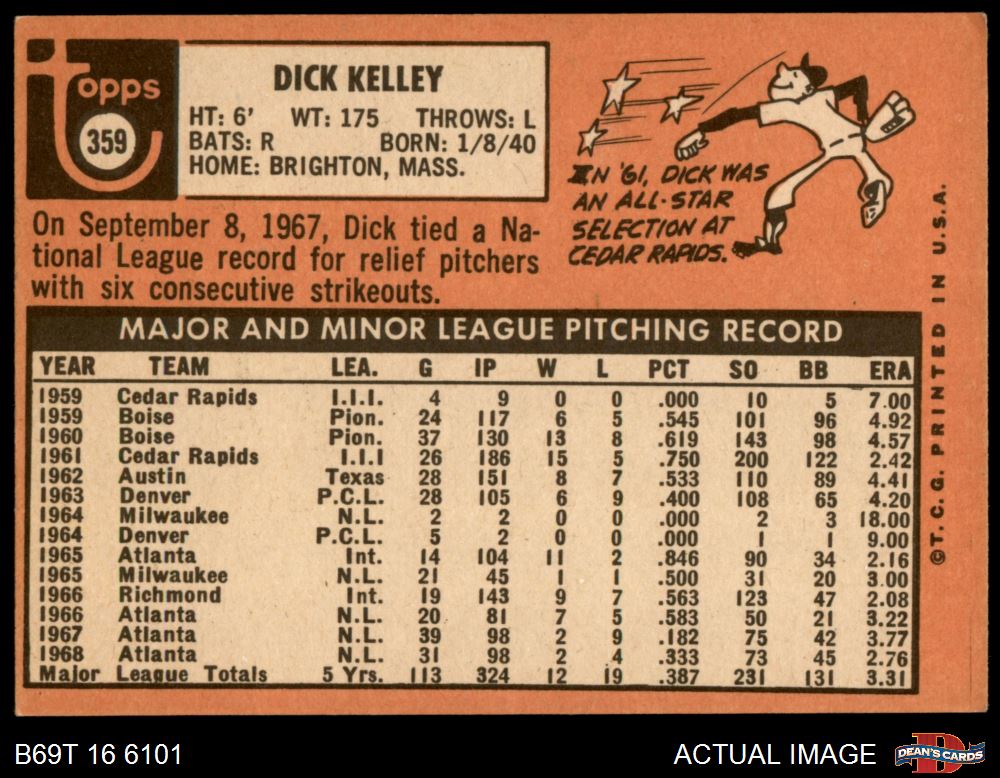 Topps
359
DICK KELLEY
HT: 6' WT: 175 THROWS: L
BATS: R BORN: 1/8/40
HOME: BRIGHTON, MASS.
IN '61, DICK WAS
AN ALL-STAR
SELECTION AT
CEDAR RAPIDS.
On September 8, 1967, Dick tied a Na-
tional League record for relief pitchers
with six consecutive strikeouts.
MAJOR AND MINOR LEAGUE PITCHING RECORD
YEAR TEAM LEA. G IP W L PCT SO BB ERA
1959 Cedar Rapids I.I.I. 4 9 0 0 .000 10 5 7.00
1959 Boise Pion. 24 117 6 5 .545 101 96 4.92
1960 Boise Pion. 37 130 13 8 .619 143 98 4.57
1961 Cedar Rapids I.I.I 26 186 15 5 .750 200 122 2.42
1962 Austin Texas 28 151 8 7 .533 110 89 4.41
1963 Denver P.C.L. 28 105 6 9 .400 108 65 4.20
1964 Milwaukee N.L. 2 2 0 0 .000 2 3 18.00
1964 Denver P.C.L. 5 2 0 0 .000 1 1 9.00
1965 Atlanta Int. 14 104 11 2 .846 90 34 2.16
1965 Milwaukee N.L. 21 45 1 1 .500 31 20 3.00
1966 Richmond Int. 19 143 9 7 .563 123 47 2.08
1966 Atlanta N.L. 20 81 7 5 .583 50 21 3.22
1967 Atlanta N.L. 39 98 2 9 .182 75 42 3.77
1968 Atlanta N.L. 31 98 2 4 .333 73 45 2.76
Major League Totals 5 Yrs. 113 324 12 19 .387 231 131 3.31
©T.C.G. PRINTED IN U.S.A.
B69T 16 6101
ACTUAL IMAGE
DEAN'S CARDS